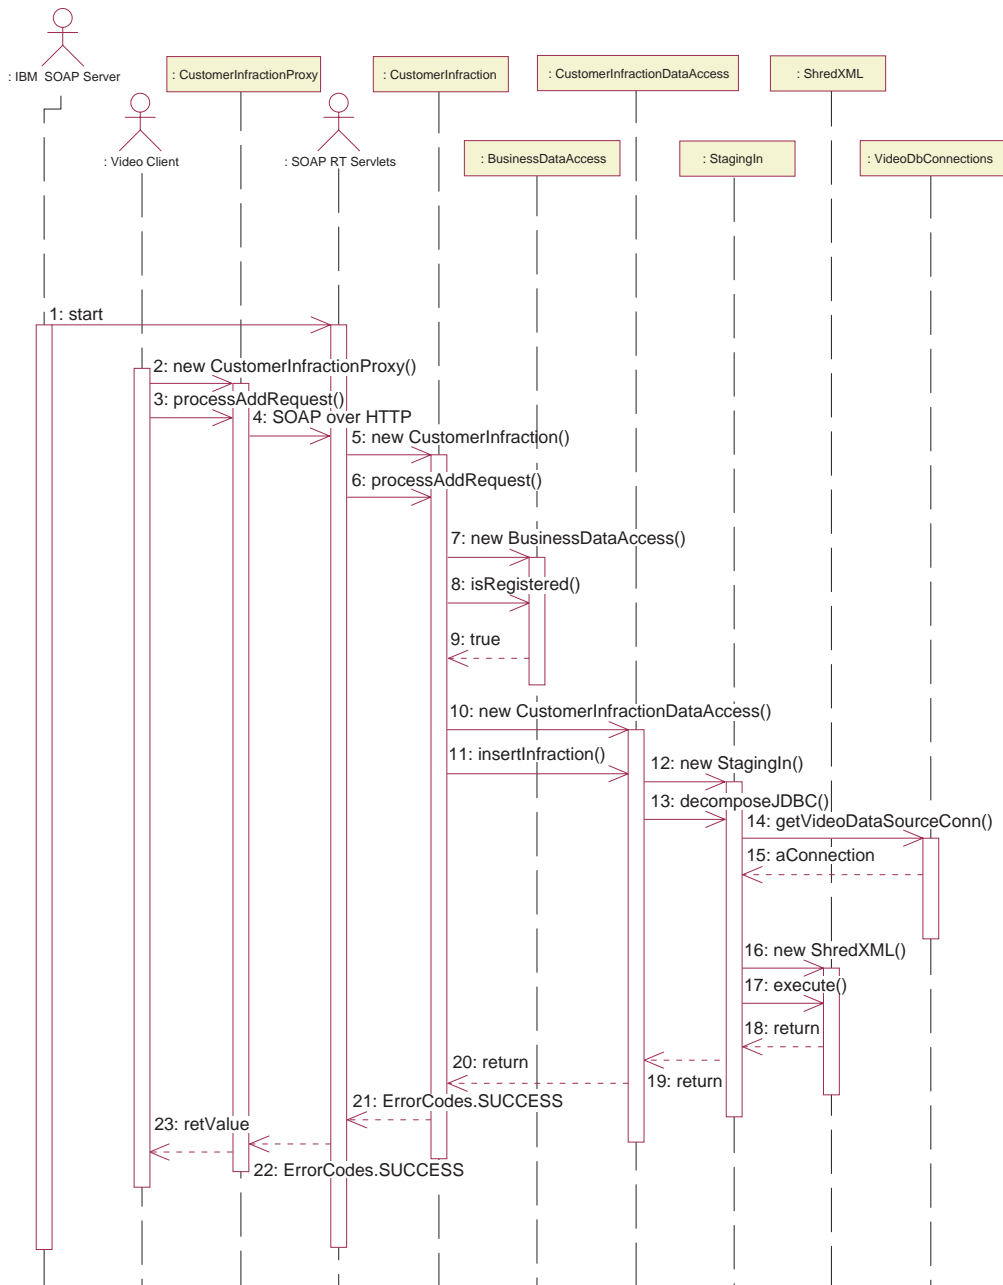 : IBM  SOAP Server
: CustomerInfractionProxy
: CustomerInfraction
: CustomerInfractionDataAccess
: ShredXML
: Video Client
: SOAP RT Servlets
: BusinessDataAccess
: StagingIn
: VideoDbConnections
1: start
2: new CustomerInfractionProxy()
3: processAddRequest()
4: SOAP over HTTP
5: new CustomerInfraction()
6: processAddRequest()
7: new BusinessDataAccess()
8: isRegistered()
9: true
10: new CustomerInfractionDataAccess()
11: insertInfraction()
12: new StagingIn()
13: decomposeJDBC()
14: getVideoDataSourceConn()
15: aConnection
16: new ShredXML()
17: execute()
18: return
19: return
20: return
21: ErrorCodes.SUCCESS
22: ErrorCodes.SUCCESS
23: retValue